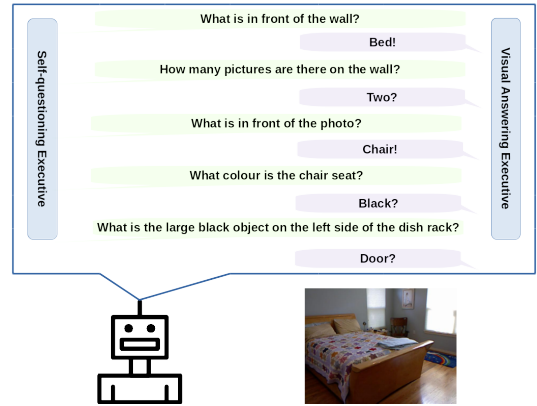 What is in front of the wall?
Bed!
How many pictures are there on the wall?
Two?
What is in front of the photo?
Chair!
What colour is the chair seat?
Black?
What is the large black object on the left side of the dish rack?
Door?
Self-questioning Executive
Visual Answering Executive